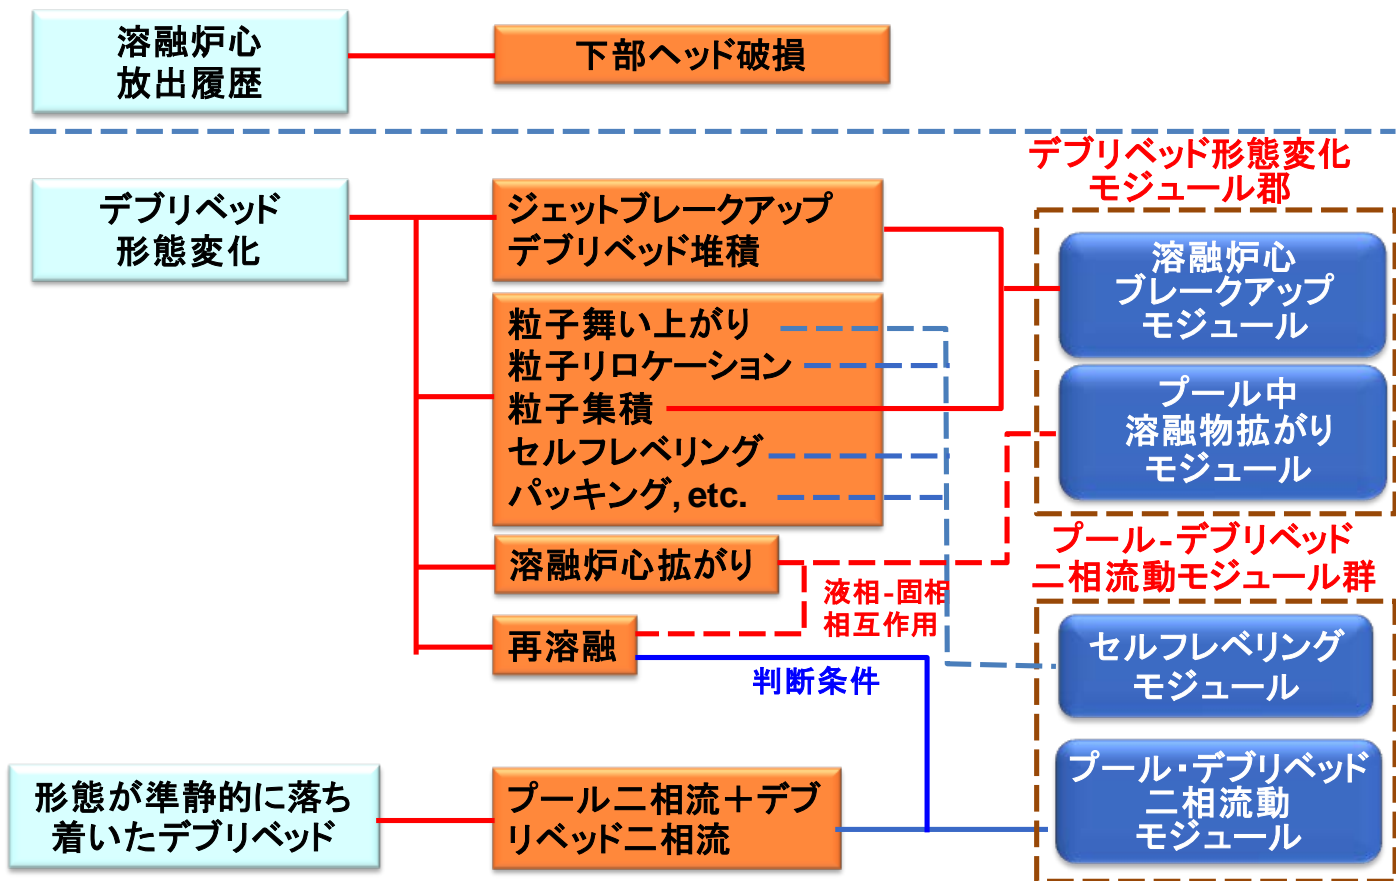 溶融炉心
放出履歴
下部ヘッド破損
デブリベッド形態変化
モジュール郡
デブリベッド
形態変化
ジェットブレークアップ
デブリベッド堆積
溶融炉心
ブレークアップ
モジュール
粒子舞い上がり
粒子リロケーション
粒子集積
セルフレベリング
パッキング, etc.
プール中
溶融物拡がり
モジュール
溶融炉心拡がり
液相-固相
相互作用
プール-デブリベッド
二相流動モジュール群
再溶融
判断条件
セルフレベリング
モジュール
形態が準静的に落ち
着いたデブリベッド
プール二相流＋デブ
リベッド二相流
プール・デブリベッド
二相流動
モジュール